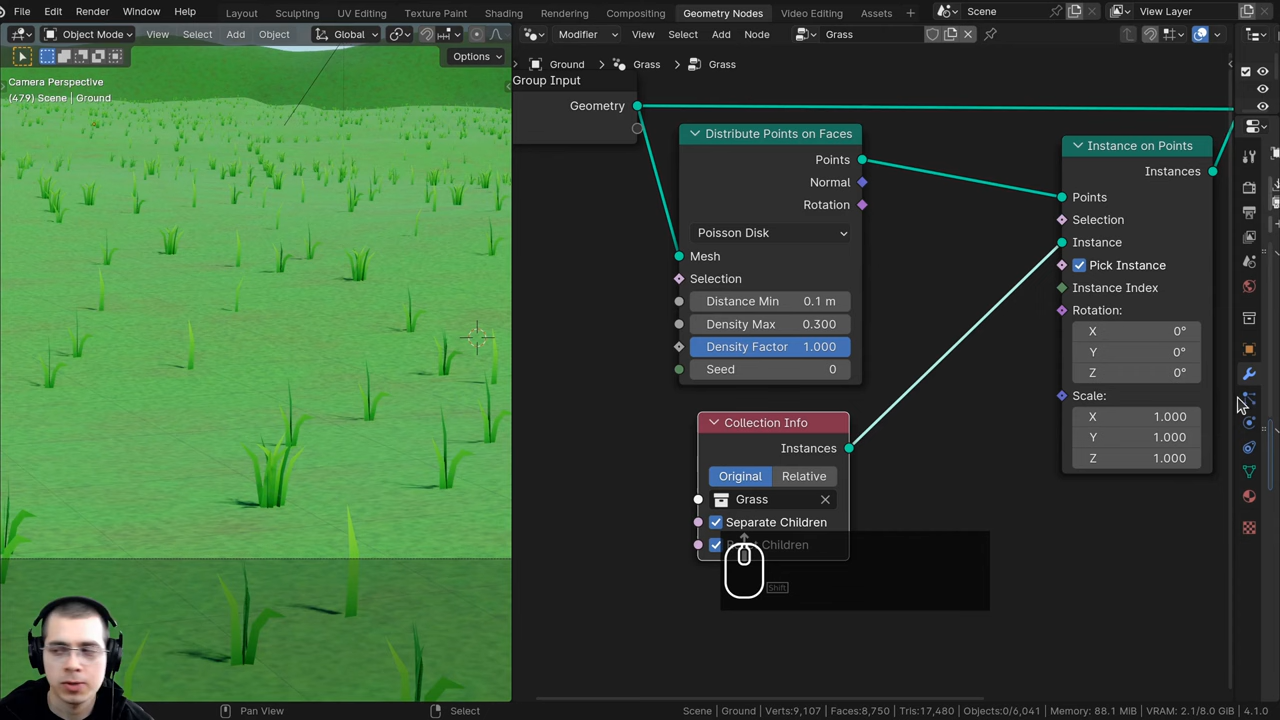 File Edit Render Window Help Layout Sculpting UV Editing Texture Paint Shading Rendering Compositing Geometry Nodes Video Editing Assets Scene View Layer
Object Mode View Select Add Object Global Modifier View Select Add Node Grass
Options
Camera Perspective
(479) Scene | Ground
Ground > Grass > Grass
Group Input
Geometry
Distribute Points on Faces
Points
Normal
Rotation
Poisson Disk
Mesh
Selection
Distance Min 0.1 m
Density Max 0.300
Density Factor 1.000
Seed 0
Instance on Points
Instances
Points
Selection
Instance
Pick Instance
Instance Index
Rotation:
X 0°
Y 0°
Z 0°
Scale:
X 1.000
Y 1.000
Z 1.000
Collection Info
Instances
Original Relative
Grass
Separate Children
Children
Shift
Pan View Select Scene | Ground | Verts:9,107 | Faces:8,750 | Tris:17,480 | Objects:0/6,041 | Memory: 88.1 MiB | VRAM: 2.1/8.0 GiB | 4.1.0